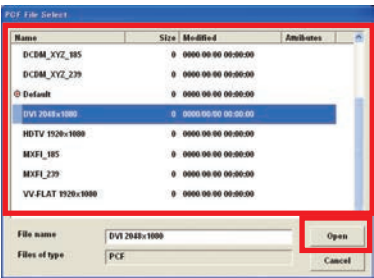 PCF File Select
Name Size Modified Attributes
DCDM_XYZ_185 0 0000/00/00 00:00:00
DCDM_XYZ_239 0 0000/00/00 00:00:00
Default 0 0000/00/00 00:00:00
DVI 2048x1080 0 0000/00/00 00:00:00
HDTV 1920x1080 0 0000/00/00 00:00:00
MXFI_185 0 0000/00/00 00:00:00
MXFI_239 0 0000/00/00 00:00:00
VV-FLAT 1920x1080 0 0000/00/00 00:00:00
File name DVI 2048x1080 Open
Files of type PCF Cancel